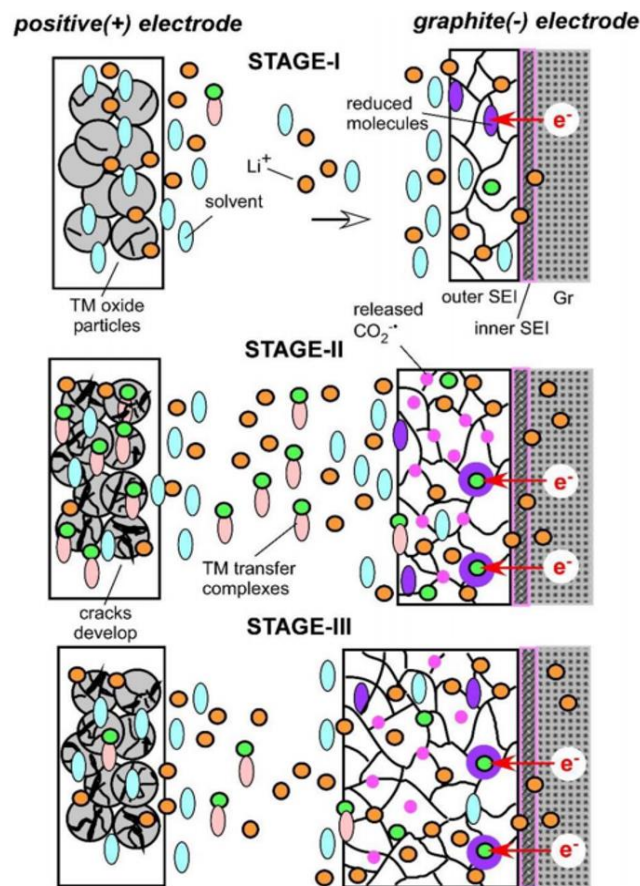 positive(+) electrode
graphite(-) electrode
STAGE-I
reduced
molecules
e-
Li+
solvent
TM oxide
particles
outer SEI
Gr
inner SEI
released
CO2-•
STAGE-II
e-
TM transfer
complexes
e-
cracks
develop
STAGE-III
e-
e-